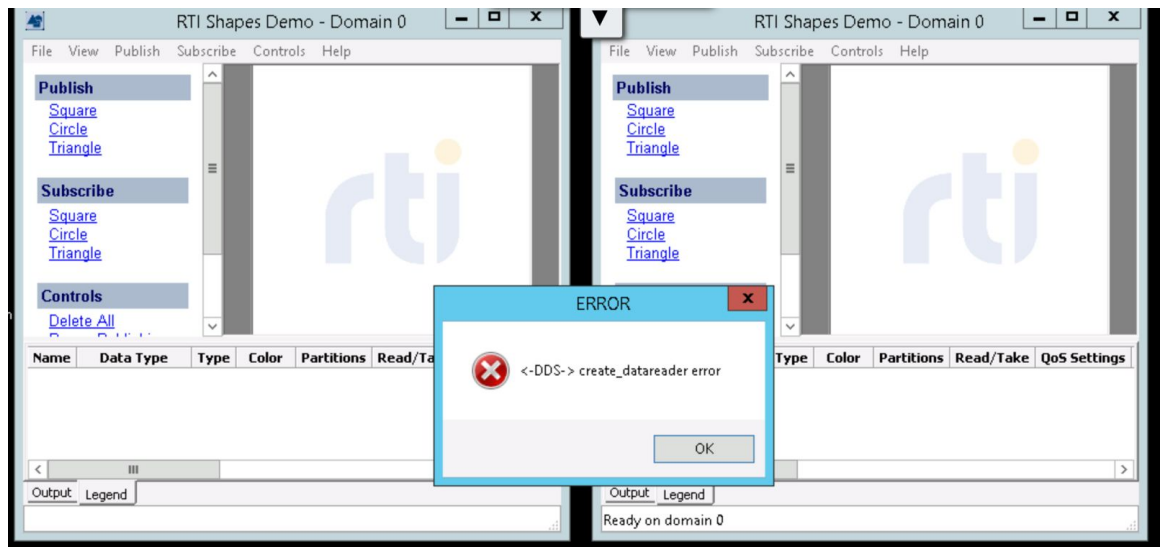 RTI Shapes Demo - Domain 0
File View Publish Subscribe Controls Help
Publish
Square
Circle
Triangle
Subscribe
Square
Circle
Triangle
Controls
Delete All
rti
Name Data Type Type Color Partitions
Output Legend
RTI Shapes Demo - Domain 0
File View Publish Subscribe Controls Help
Publish
Square
Circle
Triangle
Subscribe
Square
Circle
Triangle
rti
Type Color Partitions Read/Take QoS Settings
Output Legend
Ready on domain 0
ERROR
<-DDS-> create_datareader error
OK